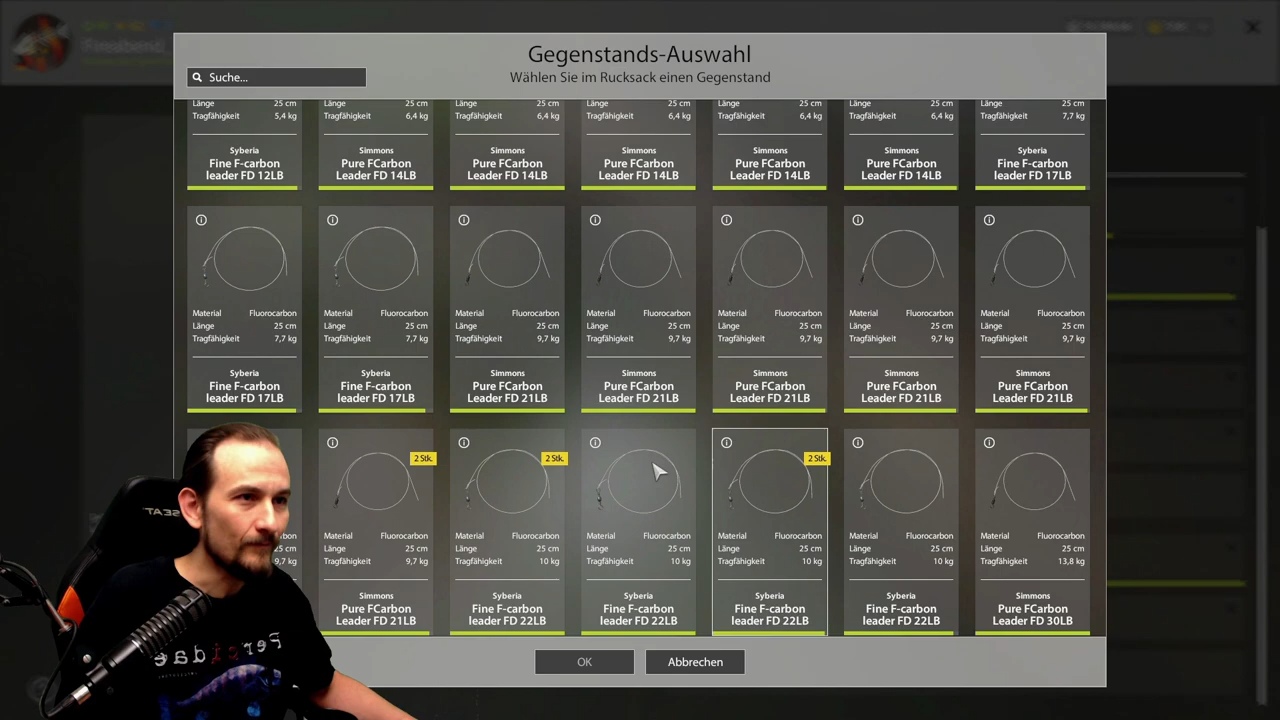 Gegenstands-Auswahl
Wählen Sie im Rucksack einen Gegenstand
Suche...
Länge 25 cm Länge 25 cm Länge 25 cm Länge 25 cm Länge 25 cm Länge 25 cm Länge 25 cm
Tragfähigkeit 5,4 kg Tragfähigkeit 6,4 kg Tragfähigkeit 6,4 kg Tragfähigkeit 6,4 kg Tragfähigkeit 6,4 kg Tragfähigkeit 6,4 kg Tragfähigkeit 7,7 kg
Syberia Simmons Simmons Simmons Simmons Simmons Syberia
Fine F-carbon Pure FCarbon Pure FCarbon Pure FCarbon Pure FCarbon Pure FCarbon Fine F-carbon
leader FD 12LB Leader FD 14LB Leader FD 14LB Leader FD 14LB Leader FD 14LB Leader FD 14LB leader FD 17LB
Material Fluorocarbon Material Fluorocarbon Material Fluorocarbon Material Fluorocarbon Material Fluorocarbon Material Fluorocarbon Material Fluorocarbon
Länge 25 cm Länge 25 cm Länge 25 cm Länge 25 cm Länge 25 cm Länge 25 cm Länge 25 cm
Tragfähigkeit 7,7 kg Tragfähigkeit 7,7 kg Tragfähigkeit 9,7 kg Tragfähigkeit 9,7 kg Tragfähigkeit 9,7 kg Tragfähigkeit 9,7 kg Tragfähigkeit 9,7 kg
Syberia Syberia Simmons Simmons Simmons Simmons Simmons
Fine F-carbon Fine F-carbon Pure FCarbon Pure FCarbon Pure FCarbon Pure FCarbon Pure FCarbon
leader FD 17LB leader FD 17LB Leader FD 21LB Leader FD 21LB Leader FD 21LB Leader FD 21LB Leader FD 21LB
2 Stk. 2 Stk. 2 Stk.
Material Fluorocarbon Material Fluorocarbon Material Fluorocarbon Material Fluorocarbon Material Fluorocarbon Material Fluorocarbon
25 cm Länge 25 cm Länge 25 cm Länge 25 cm Länge 25 cm Länge 25 cm Länge 25 cm
9,7 kg Tragfähigkeit 9,7 kg Tragfähigkeit 10 kg Tragfähigkeit 10 kg Tragfähigkeit 10 kg Tragfähigkeit 10 kg Tragfähigkeit 13,8 kg
Simmons Syberia Syberia Syberia Syberia Simmons
Pure FCarbon Fine F-carbon Fine F-carbon Fine F-carbon Fine F-carbon Pure FCarbon
Leader FD 21LB leader FD 22LB leader FD 22LB leader FD 22LB leader FD 22LB Leader FD 30LB
OK Abbrechen
SEAT
Fercidae